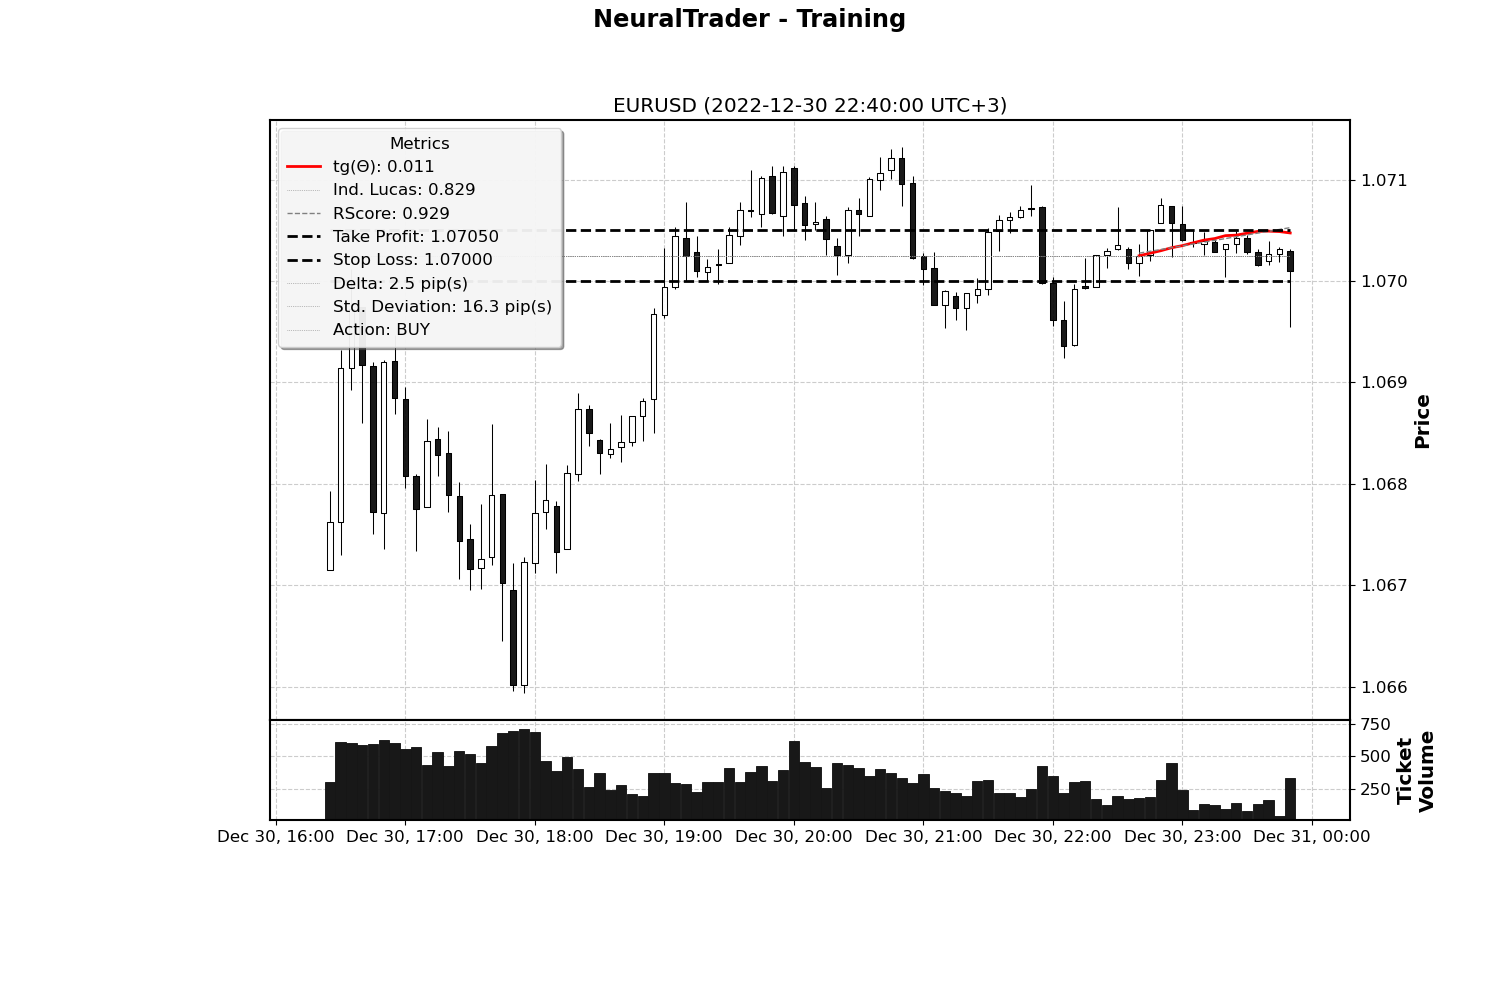 NeuralTrader - Training
EURUSD (2022-12-30 22:40:00 UTC+3)
Metrics
tg(Θ): 0.011
Ind. Lucas: 0.829
RScore: 0.929
Take Profit: 1.07050
Stop Loss: 1.07000
Delta: 2.5 pip(s)
Std. Deviation: 16.3 pip(s)
Action: BUY
1.071
1.070
1.069
1.068
1.067
1.066
Price
750
500
250
Ticket
Volume
Dec 30, 16:00 Dec 30, 17:00 Dec 30, 18:00 Dec 30, 19:00 Dec 30, 20:00 Dec 30, 21:00 Dec 30, 22:00 Dec 30, 23:00 Dec 31, 00:00